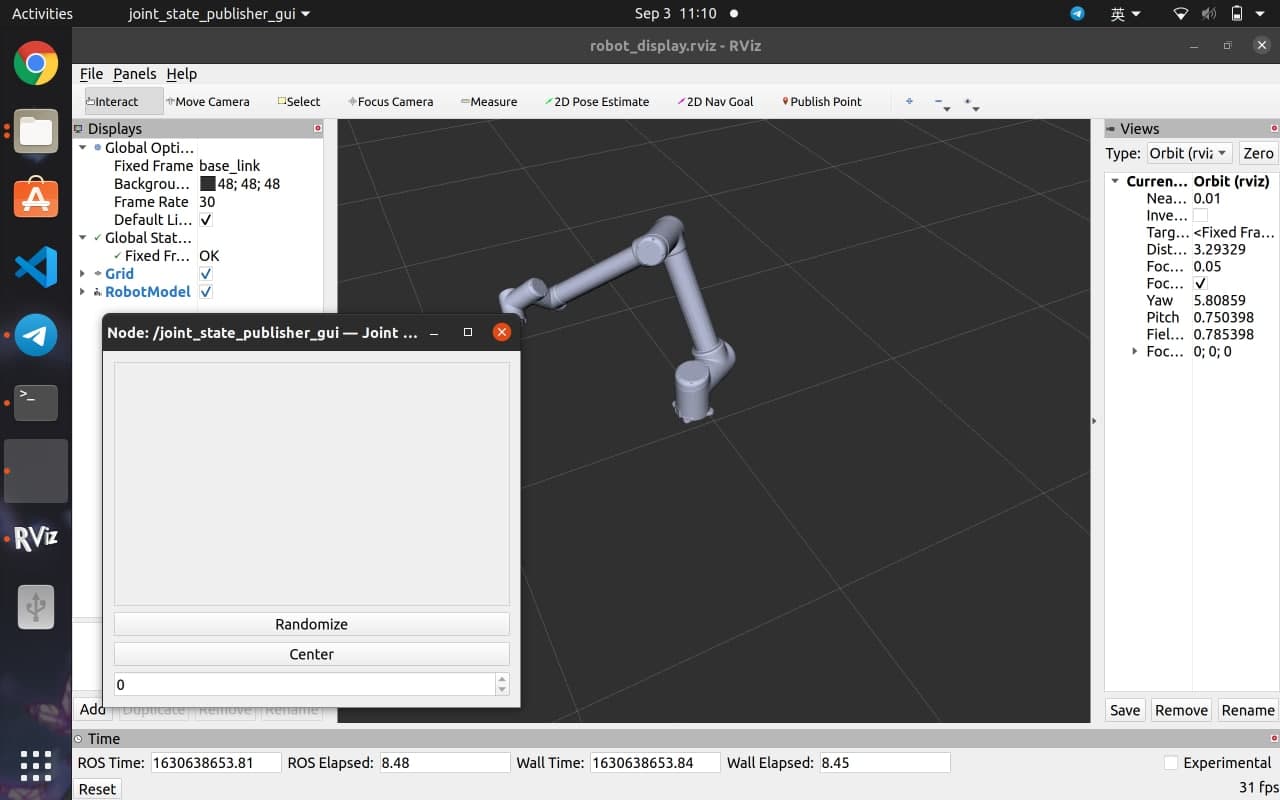 Activities joint_state_publisher_gui Sep 3 11:10 英
robot_display.rviz - RViz
File Panels Help
Interact Move Camera Select Focus Camera Measure 2D Pose Estimate 2D Nav Goal Publish Point
Displays
Global Opti...
Fixed Frame base_link
Backgrou... 48; 48; 48
Frame Rate 30
Default Li...
Global Stat...
Fixed Fr... OK
Grid
RobotModel
Node: /joint_state_publisher_gui — Joint ...
Randomize
Center
0
Add Duplicate Remove Rename
Views
Type: Orbit (rviz Zero
Curren... Orbit (rviz)
Nea... 0.01
Inve...
Targ... <Fixed Fra...
Dist... 3.29329
Foc... 0.05
Foc...
Yaw 5.80859
Pitch 0.750398
Fiel... 0.785398
Foc... 0; 0; 0
Save Remove Rename
Time
ROS Time: 1630638653.81 ROS Elapsed: 8.48 Wall Time: 1630638653.84 Wall Elapsed: 8.45 Experimental
Reset 31 fps
>_
RViz